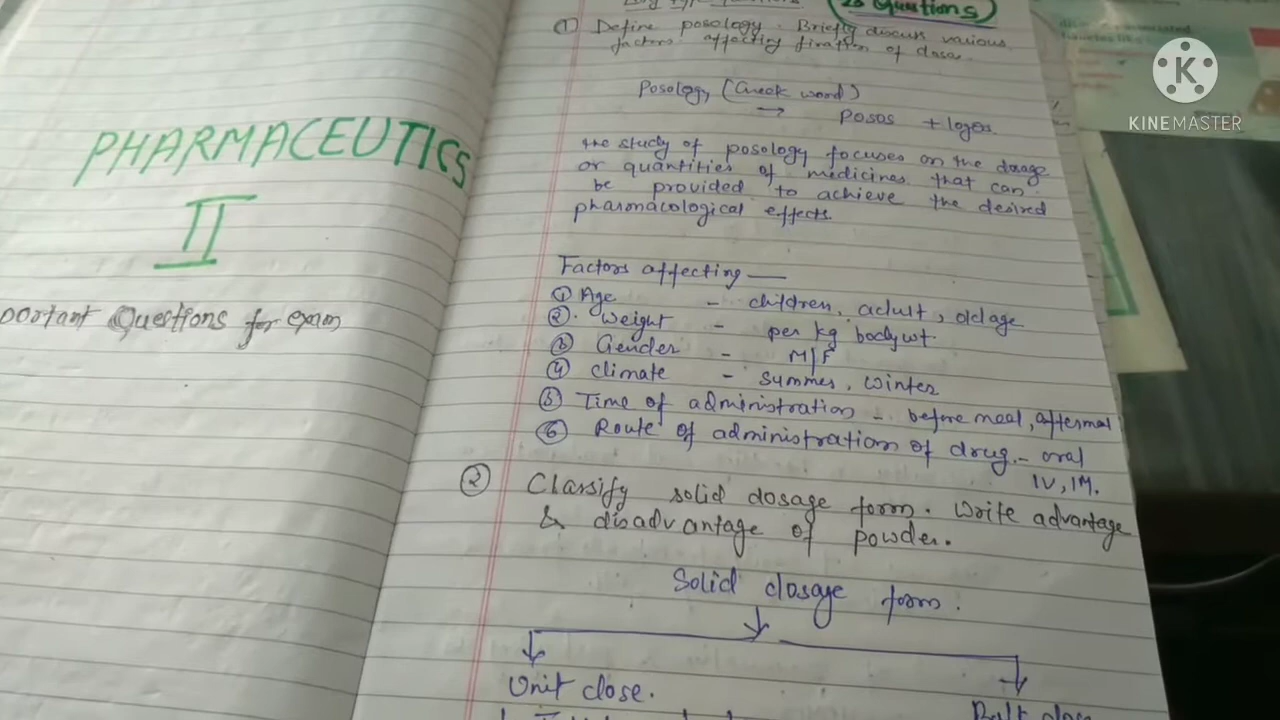 PHARMACEUTICS
II
portant Questions for exam
23 Questions
① Define posology. Briefly discuss various
factors affecting fixation of dose.
Posology (Greek word)
→ Posos + logos
the study of posology focuses on the dosage
or quantities of medicines that can
be provided to achieve the desired
pharmacological effects
Factors affecting —
① Age - children, adult, old age
②. Weight - per kg body wt.
③ Gender - M/F
④ climate - summer, winter
⑤ Time of administration - before meal, aftermeal
⑥ Route of administration of drug. - oral
IV, IM.
② Classify solid dosage form. Write advantage
& disadvantage of powder.
Solid dosage form.
Unit dose.
Bulk dose
KINEMASTER